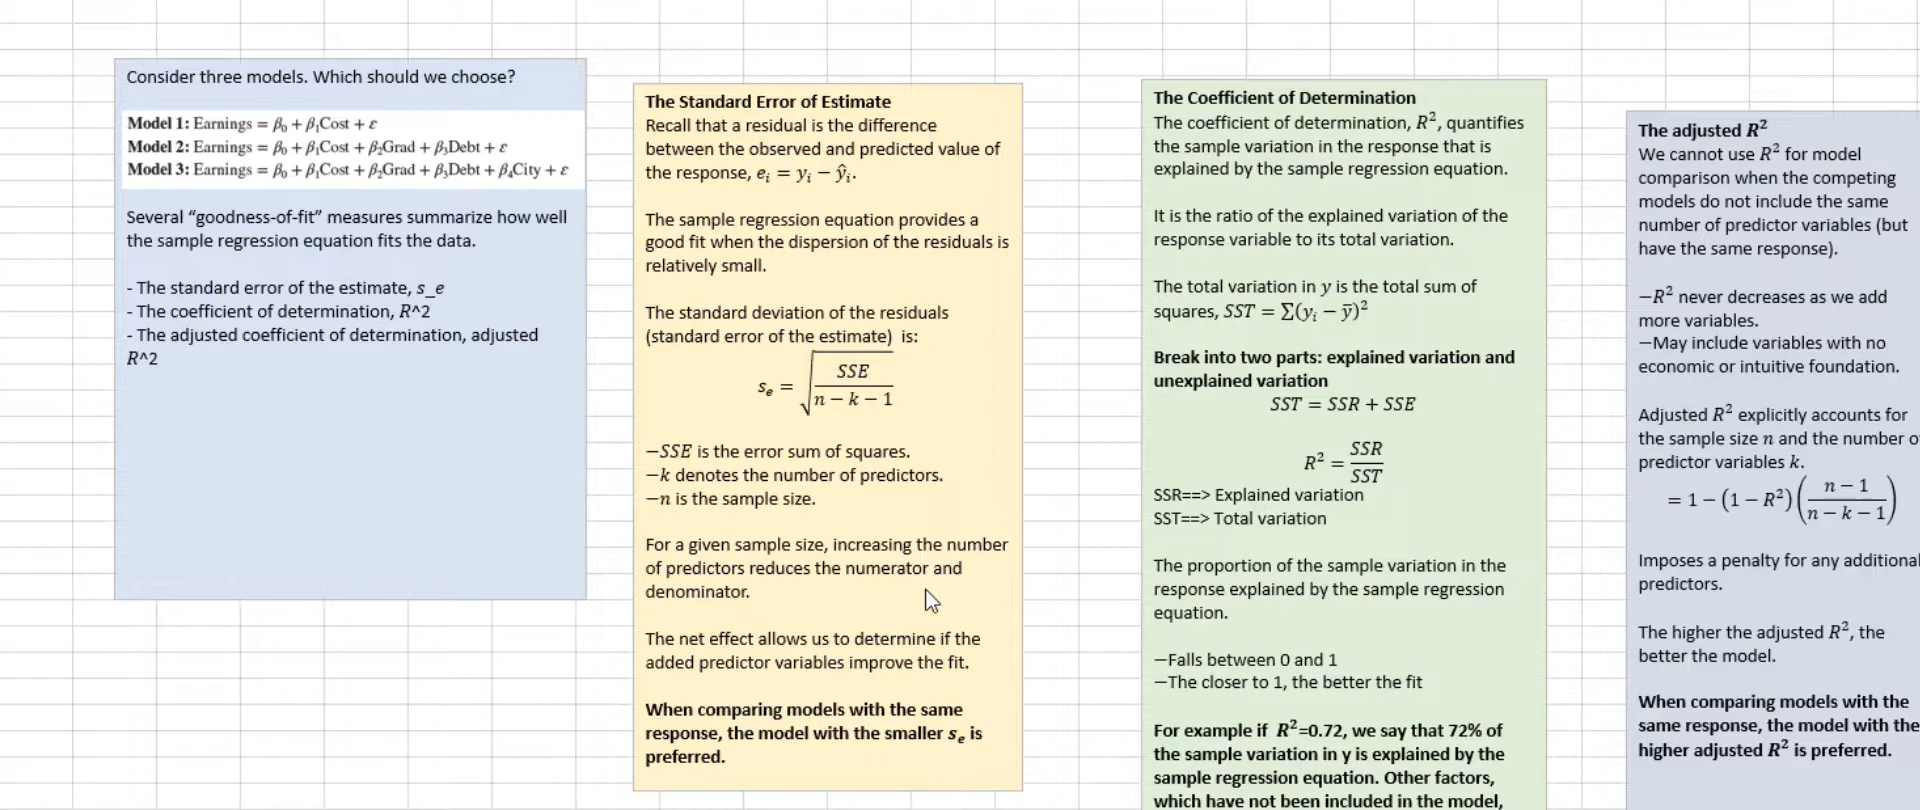 Consider three models. Which should we choose?
Model 1: Earnings = β₀ + β₁Cost + ε
Model 2: Earnings = β₀ + β₁Cost + β₂Grad + β₃Debt + ε
Model 3: Earnings = β₀ + β₁Cost + β₂Grad + β₃Debt + β₄City + ε
Several “goodness-of-fit” measures summarize how well
the sample regression equation fits the data.
- The standard error of the estimate, s_e
- The coefficient of determination, R^2
- The adjusted coefficient of determination, adjusted
R^2
The Standard Error of Estimate
Recall that a residual is the difference
between the observed and predicted value of
the response, eᵢ = yᵢ − ŷᵢ.
The sample regression equation provides a
good fit when the dispersion of the residuals is
relatively small.
The standard deviation of the residuals
(standard error of the estimate) is:
sₑ = √(SSE / (n − k − 1))
−SSE is the error sum of squares.
−k denotes the number of predictors.
−n is the sample size.
For a given sample size, increasing the number
of predictors reduces the numerator and
denominator.
The net effect allows us to determine if the
added predictor variables improve the fit.
When comparing models with the same
response, the model with the smaller sₑ is
preferred.
The Coefficient of Determination
The coefficient of determination, R², quantifies
the sample variation in the response that is
explained by the sample regression equation.
It is the ratio of the explained variation of the
response variable to its total variation.
The total variation in y is the total sum of
squares, SST = ∑(yᵢ − ȳ)²
Break into two parts: explained variation and
unexplained variation
SST = SSR + SSE
R² = SSR / SST
SSR==> Explained variation
SST==> Total variation
The proportion of the sample variation in the
response explained by the sample regression
equation.
−Falls between 0 and 1
−The closer to 1, the better the fit
For example if R²=0.72, we say that 72% of
the sample variation in y is explained by the
sample regression equation. Other factors,
which have not been included in the model,
The adjusted R²
We cannot use R² for model
comparison when the competing
models do not include the same
number of predictor variables (but
have the same response).
−R² never decreases as we add
more variables.
−May include variables with no
economic or intuitive foundation.
Adjusted R² explicitly accounts for
the sample size n and the number o
predictor variables k.
= 1 − (1 − R²)((n − 1) / (n − k − 1))
Imposes a penalty for any additional
predictors.
The higher the adjusted R², the
better the model.
When comparing models with the
same response, the model with the
higher adjusted R² is preferred.